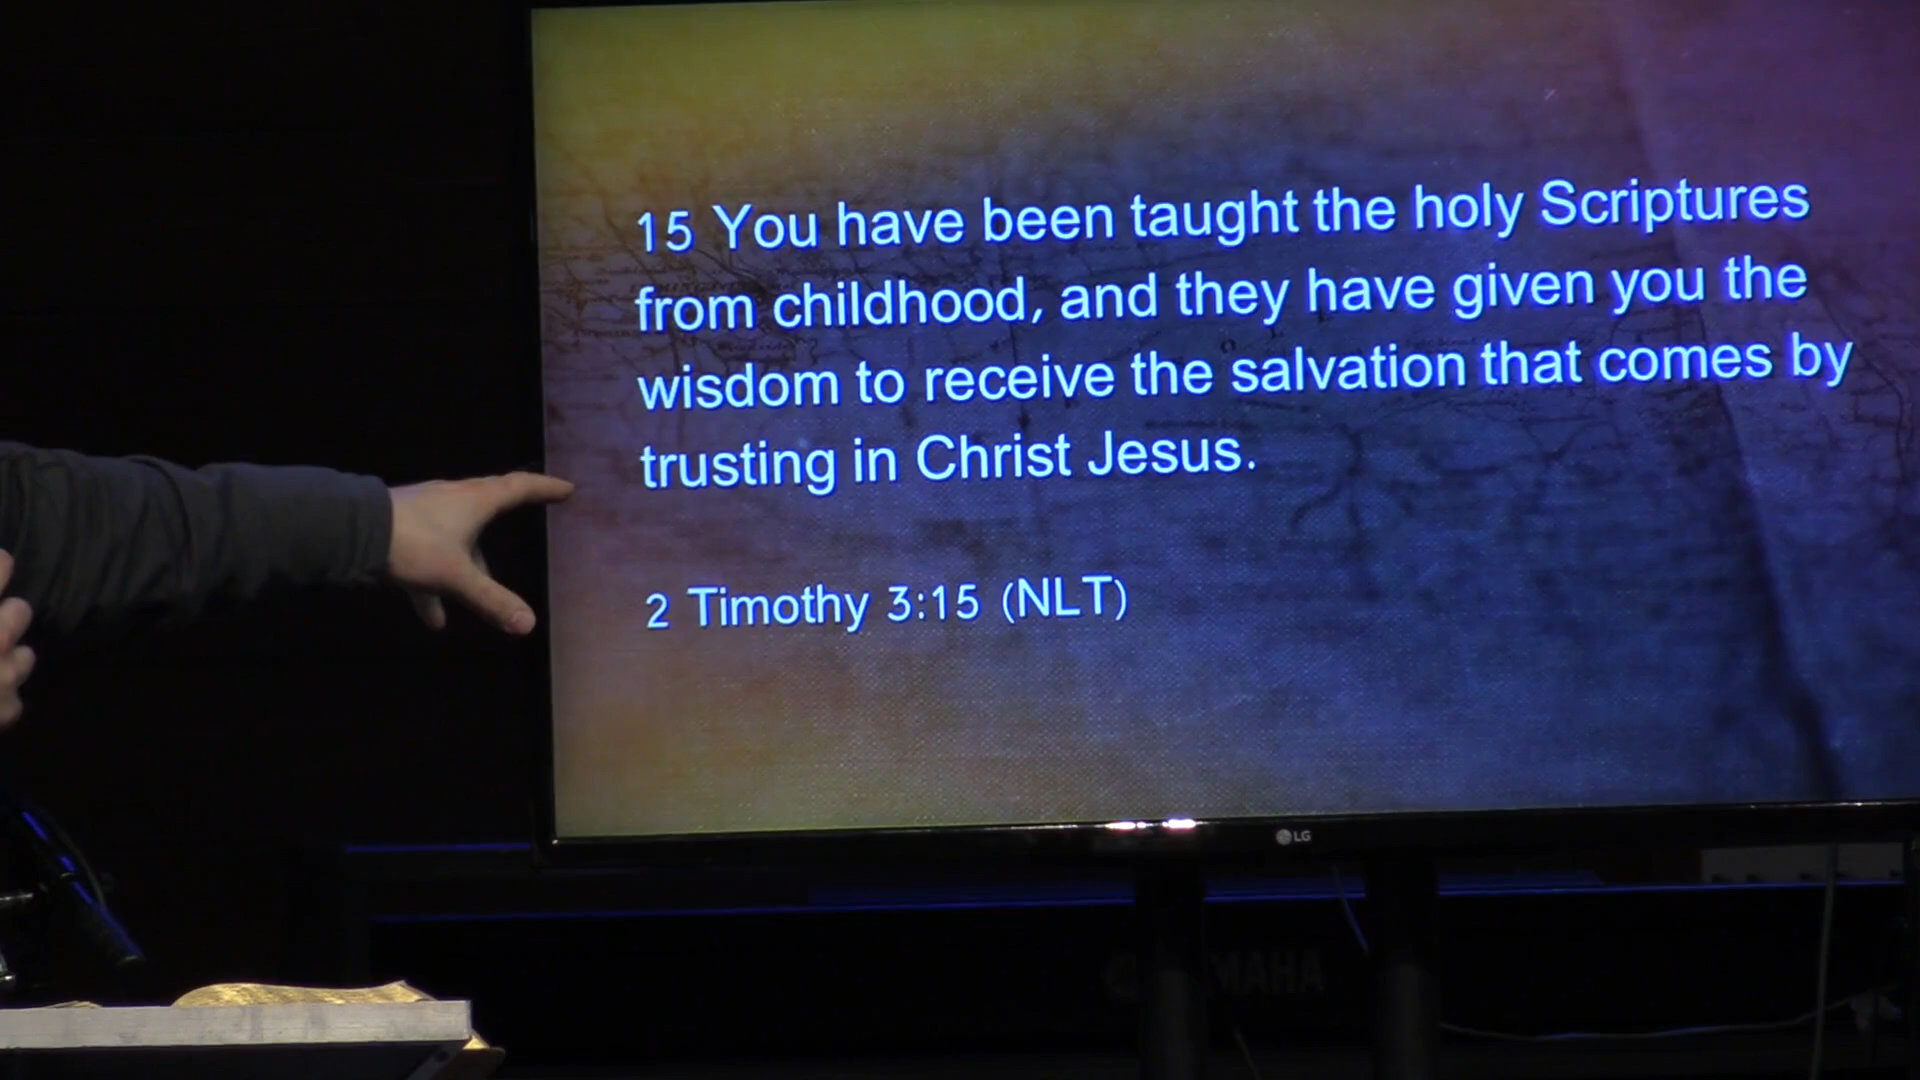 15 You have been taught the holy Scriptures
from childhood, and they have given you the
wisdom to receive the salvation that comes by
trusting in Christ Jesus.
2 Timothy 3:15 (NLT)
LG